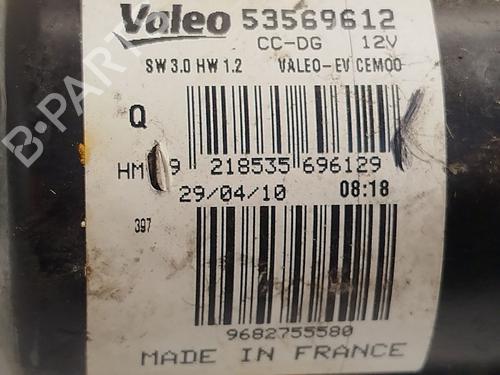 Valeo 53569612
CC-DG 12V
SW 3.0 HW 1.2 VALEO-EV CEM00
Q
HM 9 218535 696129
29/04/10 08:18
397
9682755580
MADE IN FRANCE
B-PARTS